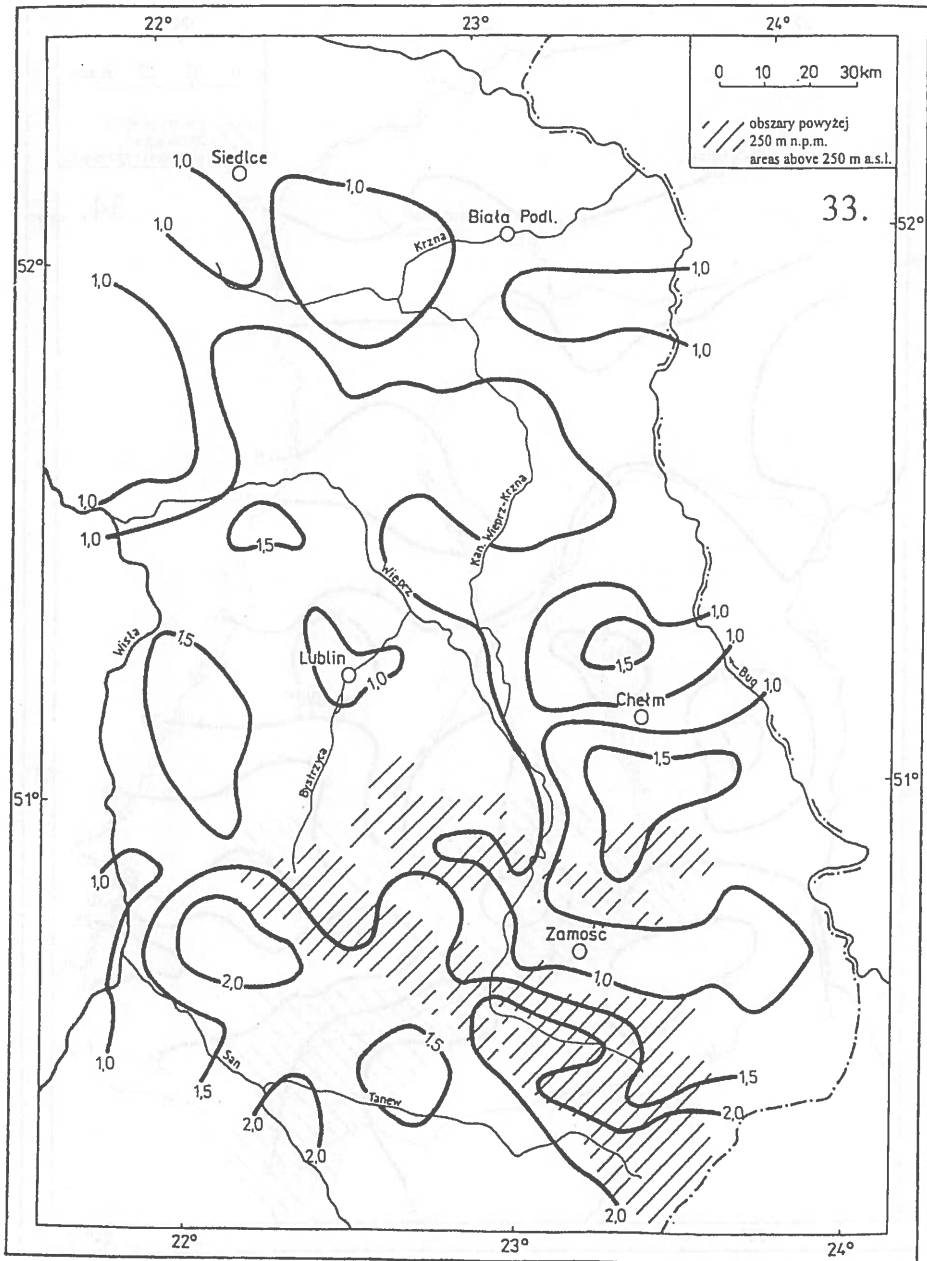 22° 23° 24°
0 10 20 30km
obszary powyżej
250 m n.p.m.
areas above 250 m a.s.l.
33.
1,0
Siedlce
1,0
1,0
Biała Podl.
Krzna
52°
52°
1,0
1,0
1,0
1,0
1,0
1,5
Kan. Wieprz-Krzna
Wieprz
Wisła
1,5
Lublin
1,0
1,0
1,0
1,5
Bug
1,0
Chełm
1,5
Bystrzyca
51°
51°
1,0
Zamość
2,0
1,0
1,0
San
1,5
1,5
Tanew
1,5
2,0
2,0
2,0
2,0
22° 23° 24°